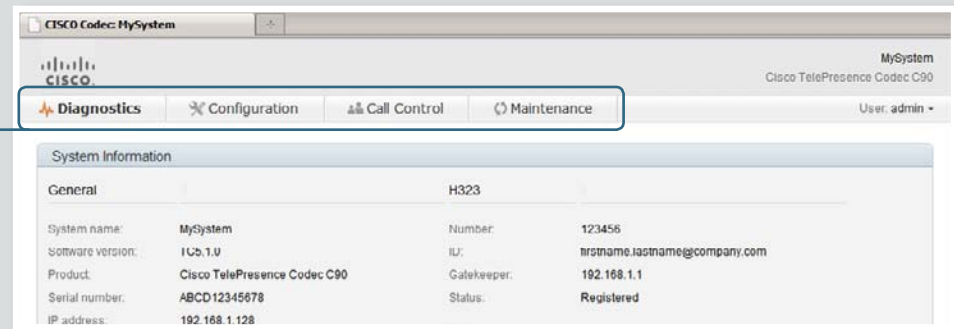 CISCO Codec: MySystem
CISCO.
MySystem
Cisco TelePresence Codec C90
Diagnostics Configuration Call Control Maintenance User: admin
System Information
General H323
System name: MySystem Number: 123456
Software version: TC5.1.0 ID: firstname.lastname@company.com
Product: Cisco TelePresence Codec C90 Gatekeeper: 192.168.1.1
Serial number: ABCD12345678 Status: Registered
IP address: 192.168.1.128